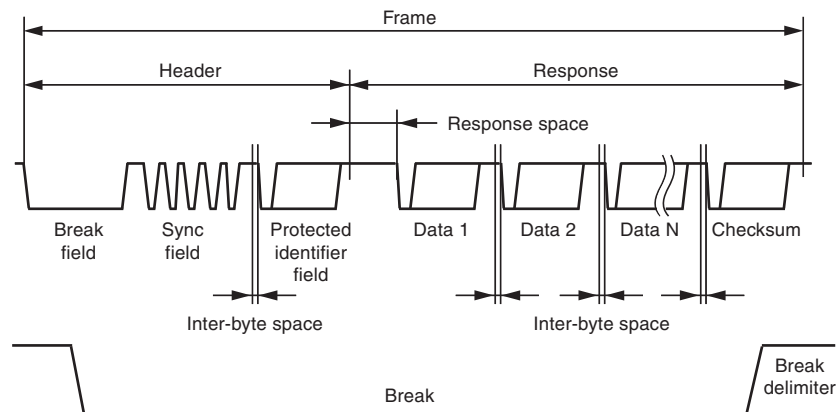 Frame
Header
Response
Response space
Break
field
Sync
field
Protected
identifier
field
Data 1
Data 2
Data N
Checksum
Inter-byte space
Inter-byte space
Break
Break
delimiter